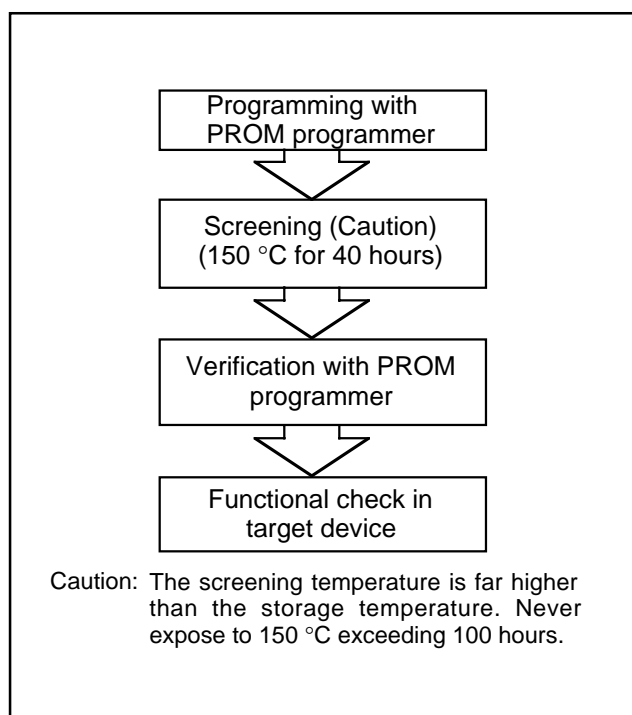 Programming with
PROM programmer
Screening (Caution)
(150 °C for 40 hours)
Verification with PROM
programmer
Functional check in
target device
Caution: The screening temperature is far higher
than the storage temperature. Never
expose to 150 °C exceeding 100 hours.